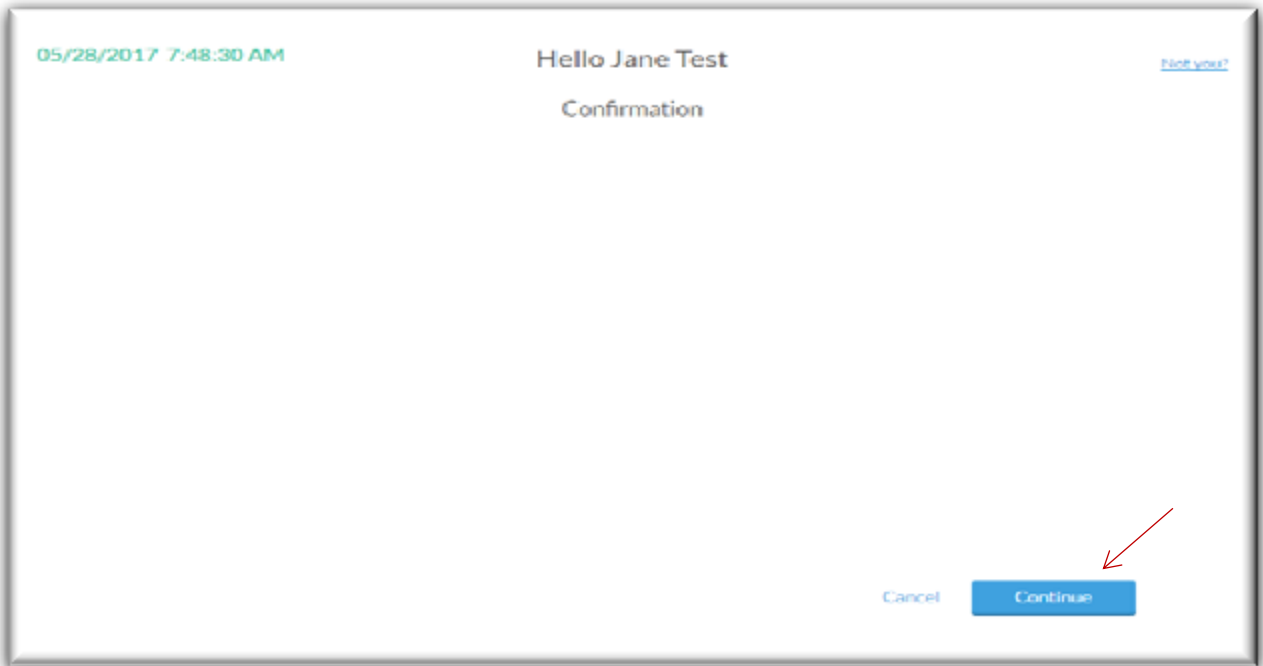 05/28/2017 7:48:30 AM
Hello Jane Test
Not you?
Confirmation
Cancel
Continue